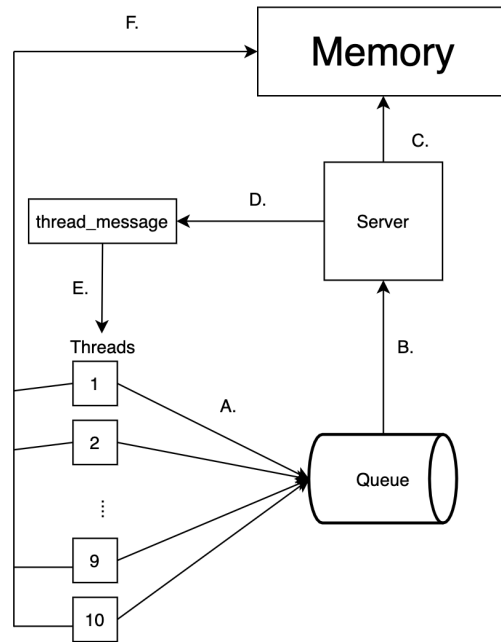 F.
Memory
C.
D.
thread_message
Server
E.
B.
Threads
1
A.
2
Queue
9
10